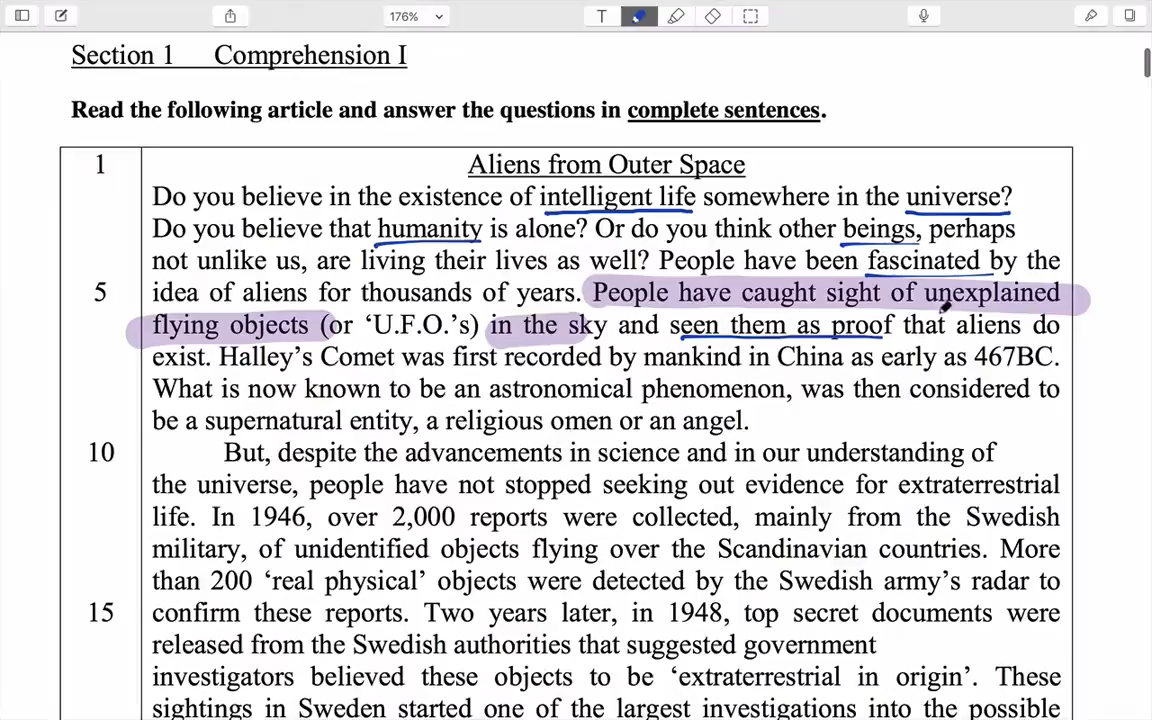 176%
T
Section 1 Comprehension I
Read the following article and answer the questions in complete sentences.
1 Aliens from Outer Space
Do you believe in the existence of intelligent life somewhere in the universe?
Do you believe that humanity is alone? Or do you think other beings, perhaps
not unlike us, are living their lives as well? People have been fascinated by the
5 idea of aliens for thousands of years. People have caught sight of unexplained
flying objects (or ‘U.F.O.’s) in the sky and seen them as proof that aliens do
exist. Halley’s Comet was first recorded by mankind in China as early as 467BC.
What is now known to be an astronomical phenomenon, was then considered to
be a supernatural entity, a religious omen or an angel.
10 But, despite the advancements in science and in our understanding of
the universe, people have not stopped seeking out evidence for extraterrestrial
life. In 1946, over 2,000 reports were collected, mainly from the Swedish
military, of unidentified objects flying over the Scandinavian countries. More
than 200 ‘real physical’ objects were detected by the Swedish army’s radar to
15 confirm these reports. Two years later, in 1948, top secret documents were
released from the Swedish authorities that suggested government
investigators believed these objects to be ‘extraterrestrial in origin’. These
sightings in Sweden started one of the largest investigations into the possible